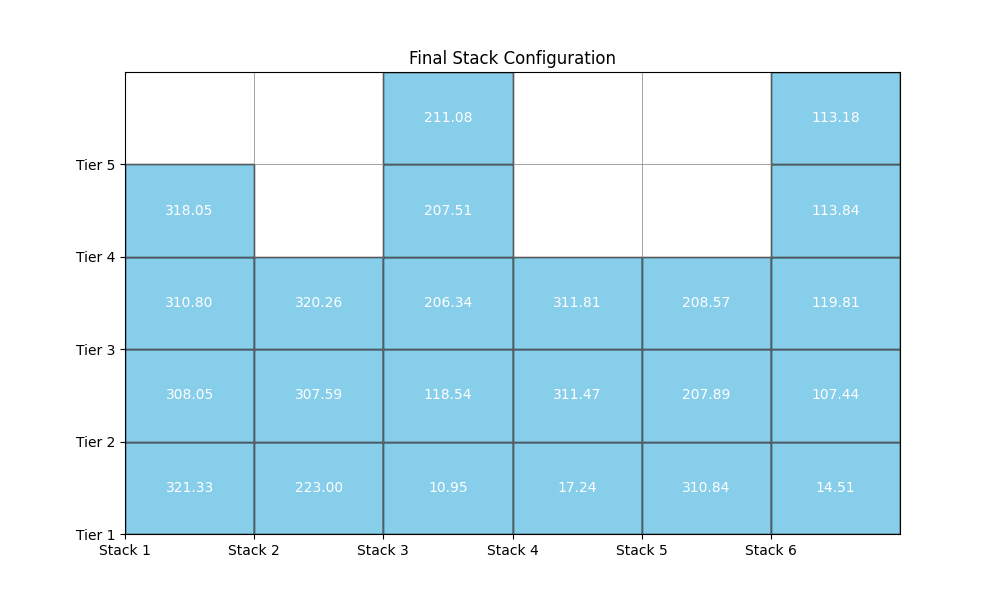 Final Stack Configuration
211.08 113.18
Tier 5
318.05 207.51 113.84
Tier 4
310.80 320.26 206.34 311.81 208.57 119.81
Tier 3
308.05 307.59 118.54 311.47 207.89 107.44
Tier 2
321.33 223.00 10.95 17.24 310.84 14.51
Tier 1
Stack 1 Stack 2 Stack 3 Stack 4 Stack 5 Stack 6